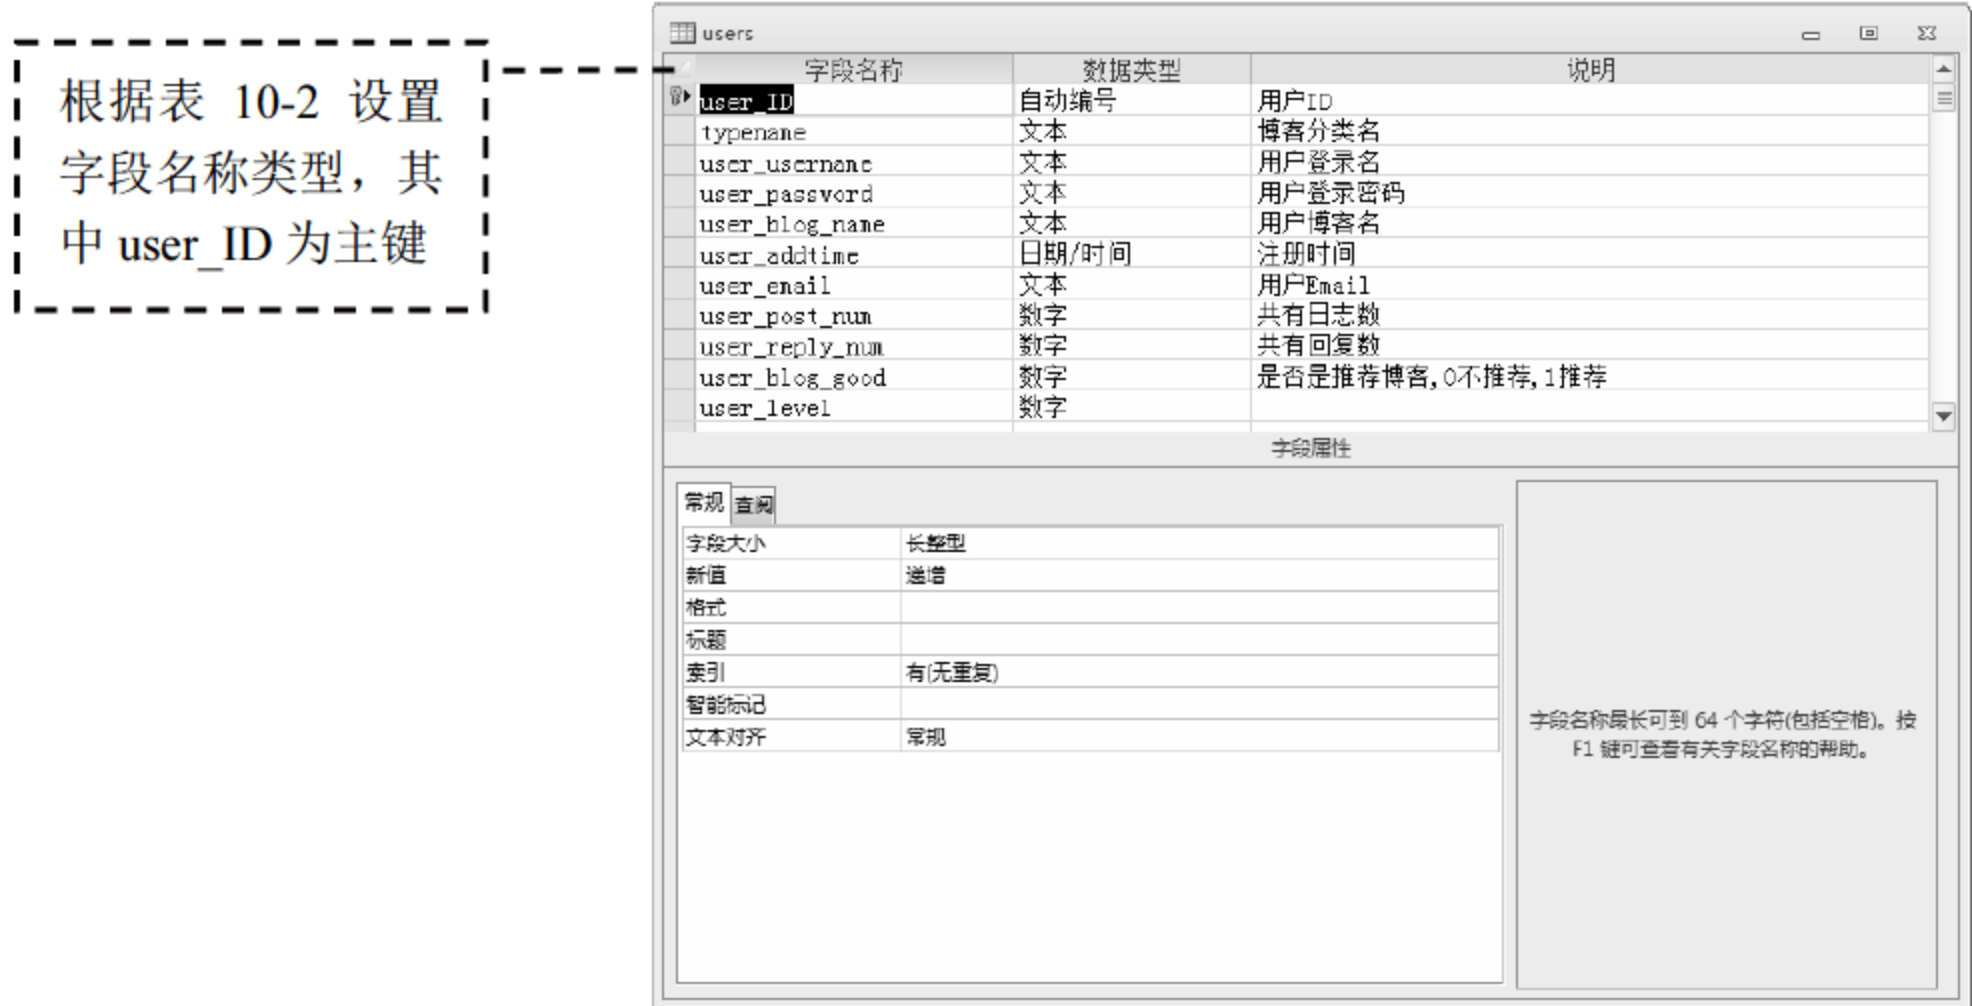 根据表 10-2 设置
字段名称类型，其
中 user_ID 为主键
users
字段名称 数据类型 说明
user_ID 自动编号 用户ID
typename 文本 博客分类名
user_username 文本 用户登录名
user_password 文本 用户登录密码
user_blog_name 文本 用户博客名
user_addtime 日期/时间 注册时间
user_email 文本 用户Email
user_post_num 数字 共有日志数
user_reply_num 数字 共有回复数
user_blog_good 数字 是否是推荐博客,0不推荐,1推荐
user_level 数字
字段属性
常规 查阅
字段大小 长整型
新值 递增
格式
标题
索引 有(无重复)
智能标记
文本对齐 常规
字段名称最长可到 64 个字符(包括空格)。按
F1 键可查看有关字段名称的帮助。